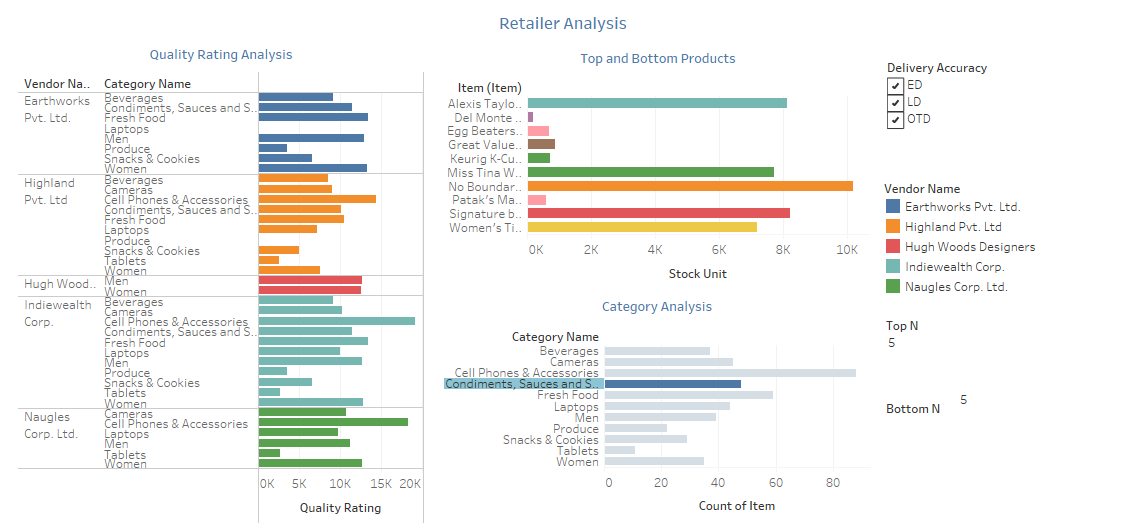 Retailer Analysis
Quality Rating Analysis
Vendor Na.. Category Name
Earthworks Pvt. Ltd.
Beverages
Condiments, Sauces and S..
Fresh Food
Laptops
Men
Produce
Snacks & Cookies
Women
Highland Pvt. Ltd
Beverages
Cameras
Cell Phones & Accessories
Condiments, Sauces and S..
Fresh Food
Laptops
Produce
Snacks & Cookies
Tablets
Women
Hugh Wood..
Men
Women
Indiewealth Corp.
Beverages
Cameras
Cell Phones & Accessories
Condiments, Sauces and S..
Fresh Food
Laptops
Men
Produce
Snacks & Cookies
Tablets
Women
Naugles Corp. Ltd.
Cameras
Cell Phones & Accessories
Laptops
Men
Tablets
Women
0K 5K 10K 15K 20K
Quality Rating
Top and Bottom Products
Item (Item)
Alexis Taylo..
Del Monte ..
Egg Beaters..
Great Value..
Keurig K-Cu..
Miss Tina W..
No Boundar..
Patak's Ma..
Signature b..
Women's Ti..
0K 2K 4K 6K 8K 10K
Stock Unit
Category Analysis
Category Name
Beverages
Cameras
Cell Phones & Accessories
Condiments, Sauces and S..
Fresh Food
Laptops
Men
Produce
Snacks & Cookies
Tablets
Women
0 20 40 60 80
Count of Item
Delivery Accuracy
ED
LD
OTD
Vendor Name
Earthworks Pvt. Ltd.
Highland Pvt. Ltd
Hugh Woods Designers
Indiewealth Corp.
Naugles Corp. Ltd.
Top N
5
Bottom N 5